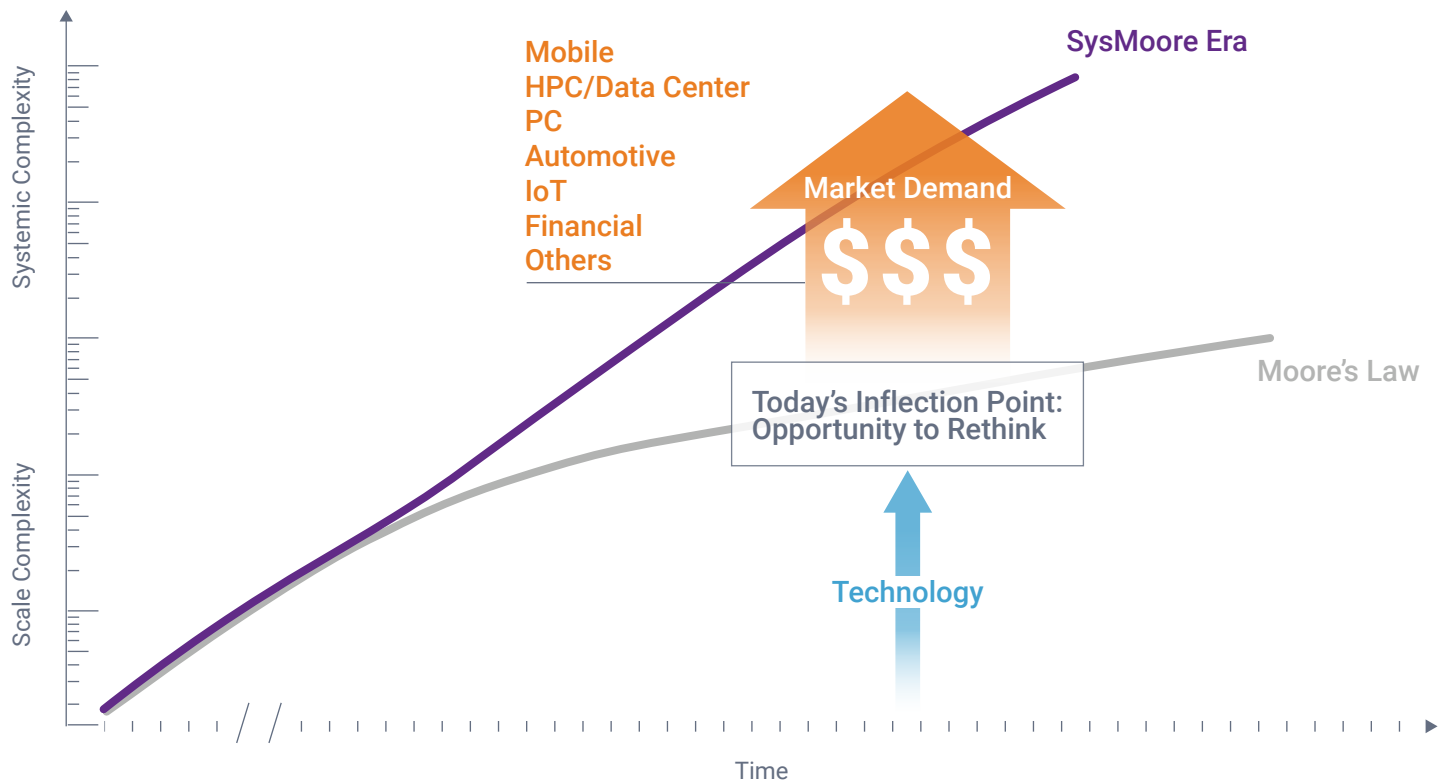 Systemic Complexity
Scale Complexity
Mobile
HPC/Data Center
PC
Automotive
IoT
Financial
Others
SysMoore Era
Market Demand
$$$
Moore’s Law
Today’s Inflection Point:
Opportunity to Rethink
Technology
Time